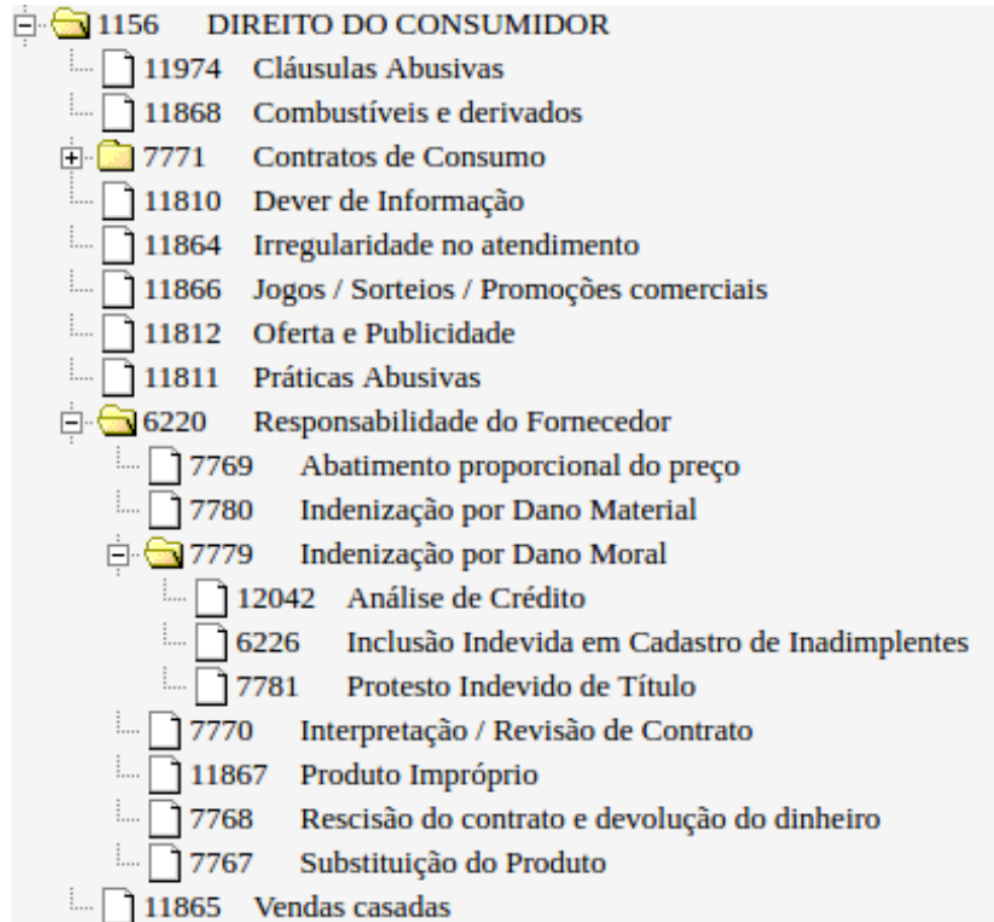 1156 DIREITO DO CONSUMIDOR
11974 Cláusulas Abusivas
11868 Combustíveis e derivados
7771 Contratos de Consumo
11810 Dever de Informação
11864 Irregularidade no atendimento
11866 Jogos / Sorteios / Promoções comerciais
11812 Oferta e Publicidade
11811 Práticas Abusivas
6220 Responsabilidade do Fornecedor
7769 Abatimento proporcional do preço
7780 Indenização por Dano Material
7779 Indenização por Dano Moral
12042 Análise de Crédito
6226 Inclusão Indevida em Cadastro de Inadimplentes
7781 Protesto Indevido de Título
7770 Interpretação / Revisão de Contrato
11867 Produto Impróprio
7768 Rescisão do contrato e devolução do dinheiro
7767 Substituição do Produto
11865 Vendas casadas